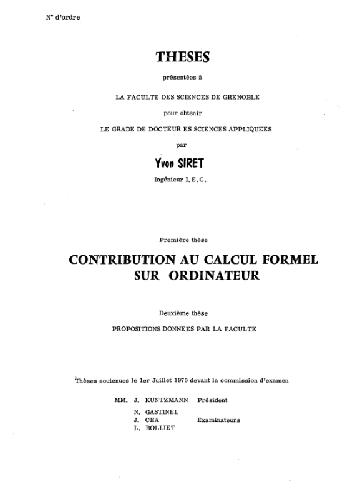 N° d'ordre
THESES
présentées à
LA FACULTE DES SCIENCES DE GRENOBLE
pour obtenir
LE GRADE DE DOCTEUR ES SCIENCES APPLIQUEES
par
Yvon SIRET
Ingénieur I.E.G.
Première thèse
CONTRIBUTION AU CALCUL FORMEL
SUR ORDINATEUR
Deuxième thèse
PROPOSITIONS DONNEES PAR LA FACULTE
Thèses soutenues le 1er Juillet 1970 devant la commission d'examen
MM. J. KUNTZMANN Président
N. GASTINEL
J. CEA Examinateurs
L. BOLLIET